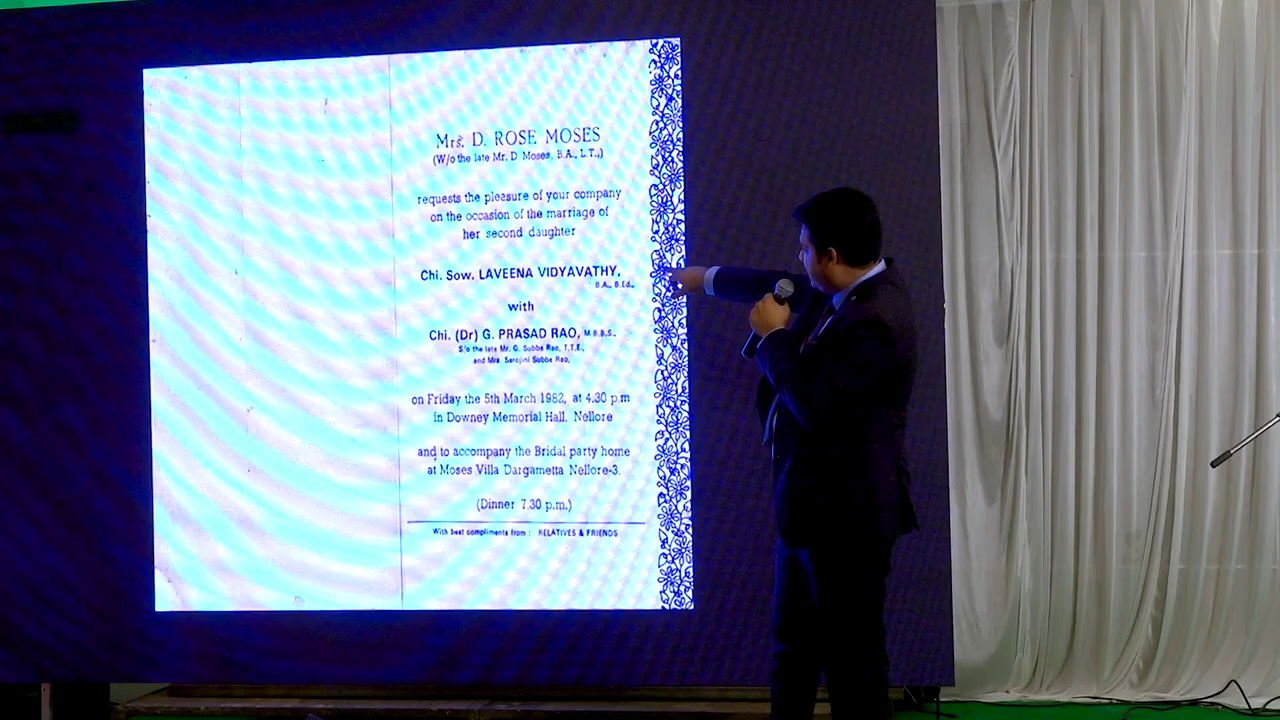 Mrs. D. ROSE MOSES
(W/o the late Mr. D. Moses, B.A., L.T.,)
requests the pleasure of your company
on the occasion of the marriage of
her second daughter
Chi. Sow. LAVEENA VIDYAVATHY,
B.A., B.Ed.,
with
Chi. (Dr) G. PRASAD RAO, M.B.B.S.,
S/o the late Mr. G. Subba Rao, T.T.E.,
and Mrs Sarojini Subba Rao,
on Friday the 5th March 1982, at 4.30 p.m
in Downey Memorial Hall, Nellore
and to accompany the Bridal party home
at Moses Villa Dargametta Nellore-3.
(Dinner 7.30 p.m.)
With best compliments from : RELATIVES & FRIENDS